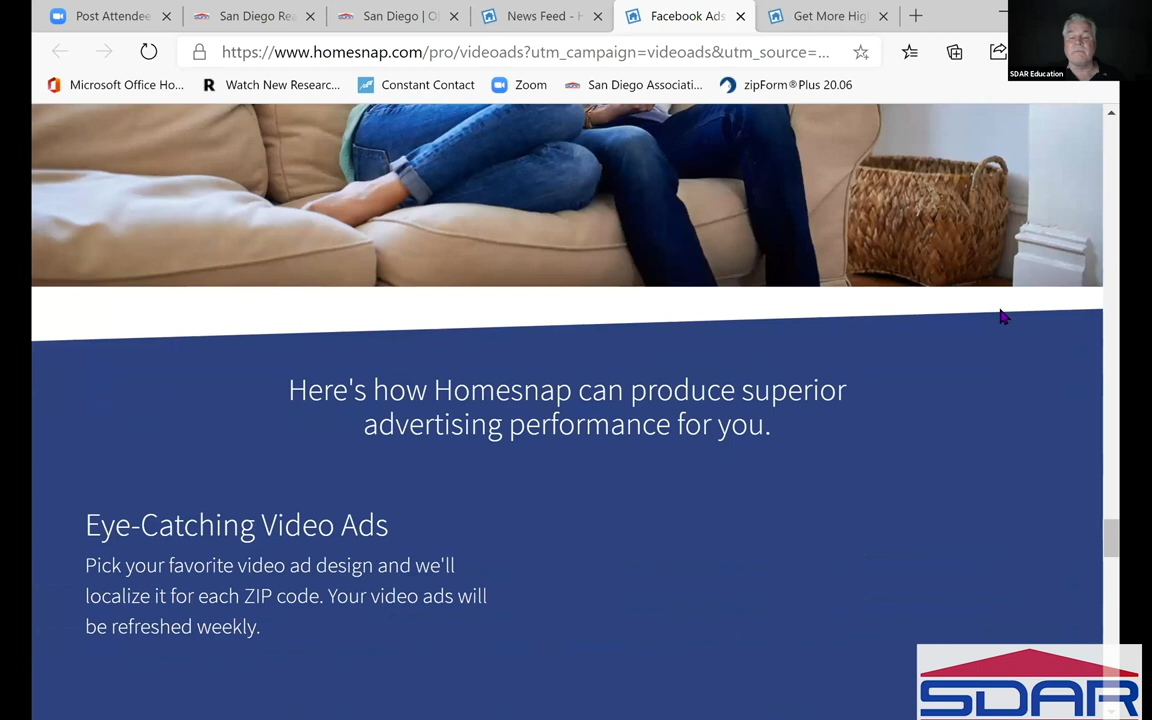 Post Attendee
San Diego Rea
San Diego | O
News Feed - H
Facebook Ads
Get More Hig
https://www.homesnap.com/pro/videoads?utm_campaign=videoads&utm_source=...
SDAR Education
Microsoft Office Ho...
Watch New Researc...
Constant Contact
Zoom
San Diego Associati...
zipForm®Plus 20.06
Here's how Homesnap can produce superior
advertising performance for you.
Eye-Catching Video Ads
Pick your favorite video ad design and we'll
localize it for each ZIP code. Your video ads will
be refreshed weekly.
SDAR